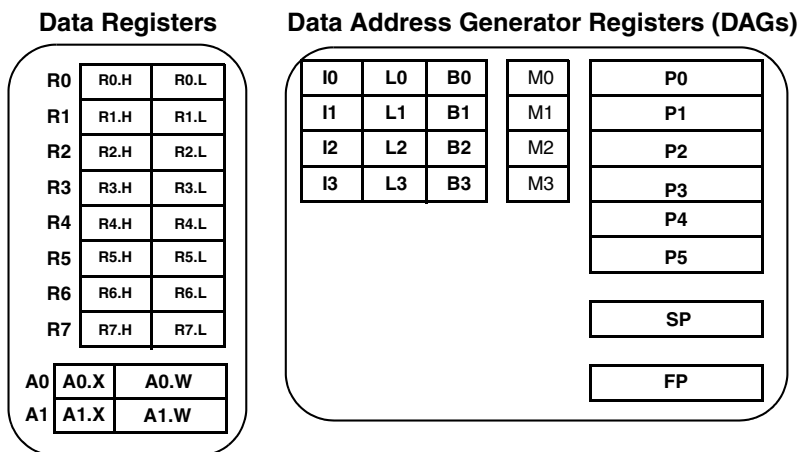 Data Registers
R0 R0.H R0.L
R1 R1.H R1.L
R2 R2.H R2.L
R3 R3.H R3.L
R4 R4.H R4.L
R5 R5.H R5.L
R6 R6.H R6.L
R7 R7.H R7.L
A0 A0.X A0.W
A1 A1.X A1.W
Data Address Generator Registers (DAGs)
I0 L0 B0 M0 P0
I1 L1 B1 M1 P1
I2 L2 B2 M2 P2
I3 L3 B3 M3 P3
P4
P5
SP
FP